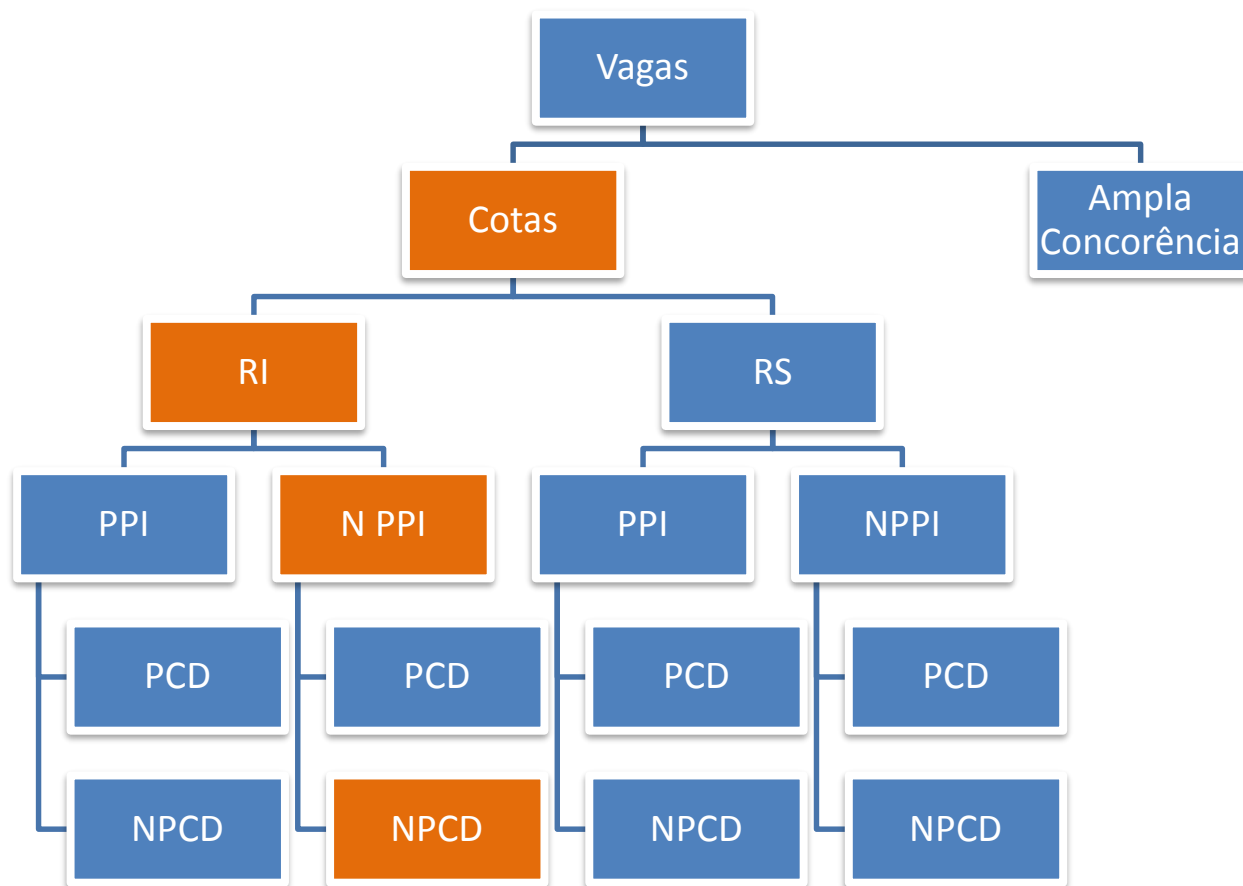 Vagas
Cotas
Ampla
Concorência
RI
RS
PPI
N PPI
PPI
NPPI
PCD
PCD
PCD
PCD
NPCD
NPCD
NPCD
NPCD